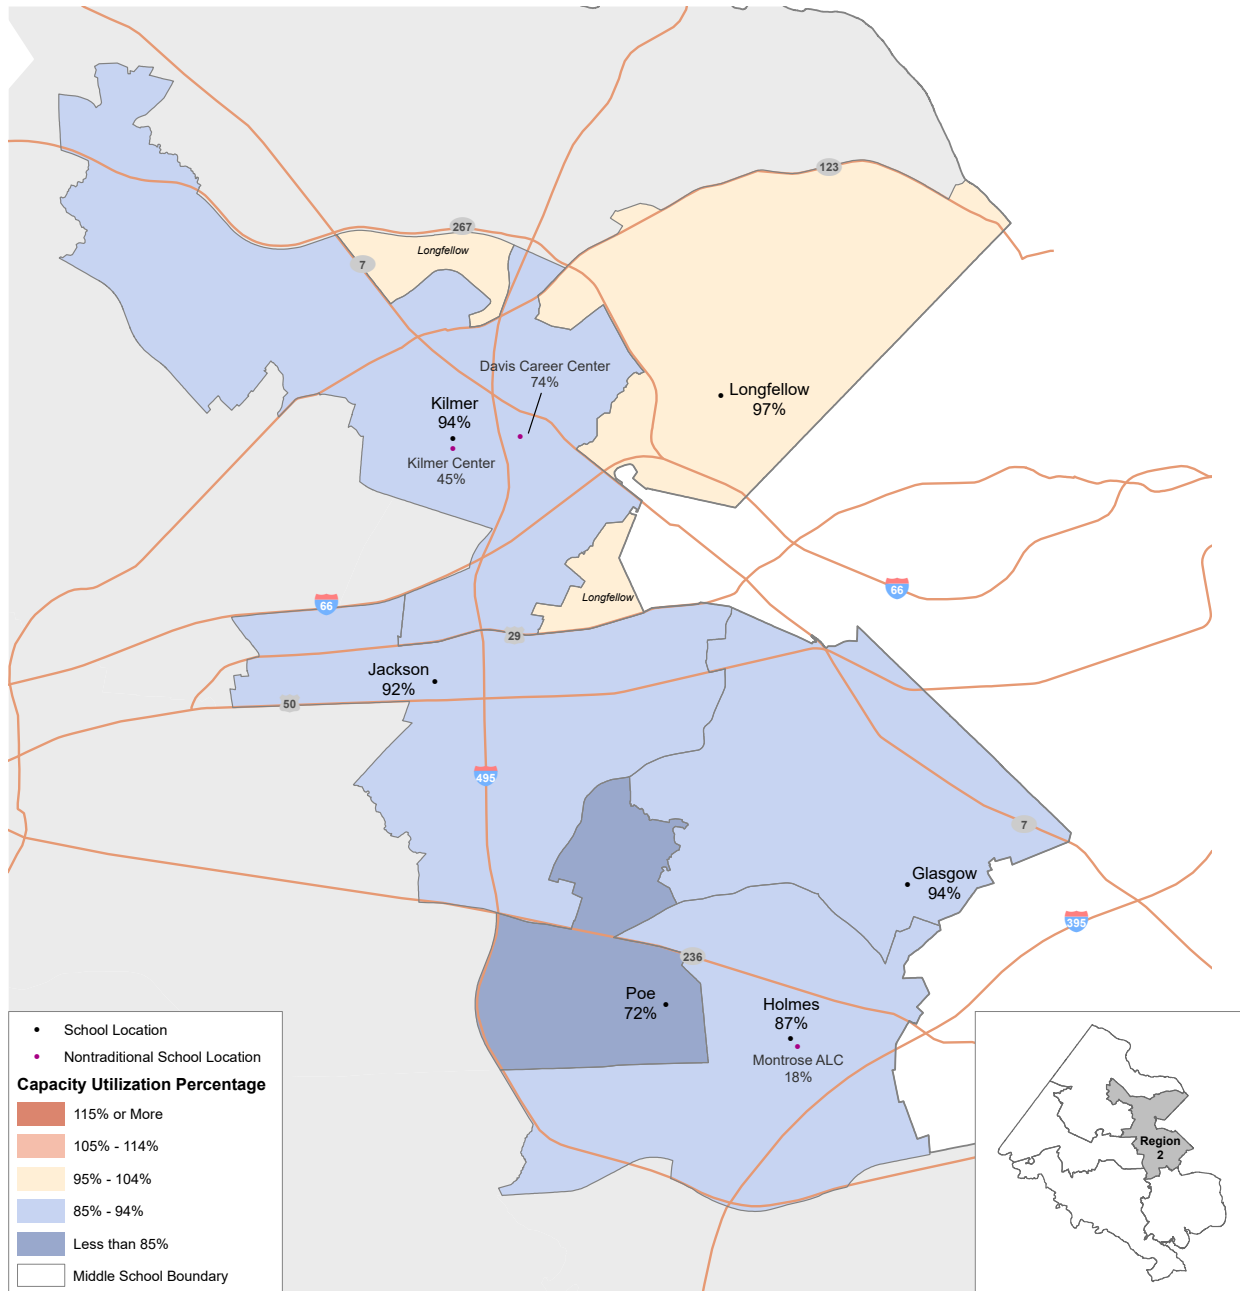 123
267
Longfellow
7
Davis Career Center
74%
Longfellow
97%
Kilmer
94%
Kilmer Center
45%
66
66
Longfellow
29
Jackson
92%
50
495
7
Glasgow
94%
395
236
Poe
72%
Holmes
87%
Montrose ALC
18%
School Location
Nontraditional School Location
Capacity Utilization Percentage
115% or More
105% - 114%
95% - 104%
85% - 94%
Less than 85%
Middle School Boundary
Region
2